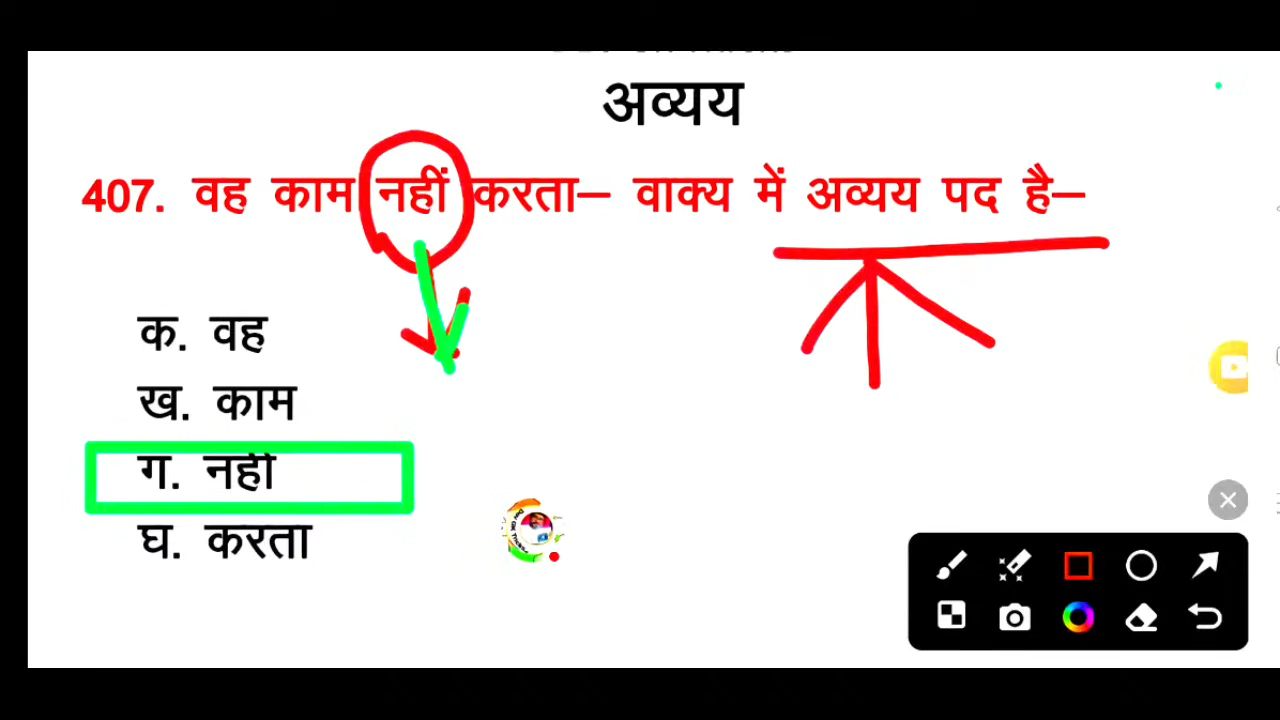 अव्यय
407. वह काम नहीं करता– वाक्य में अव्यय पद है–
क. वह
ख. काम
ग. नहीं
घ. करता